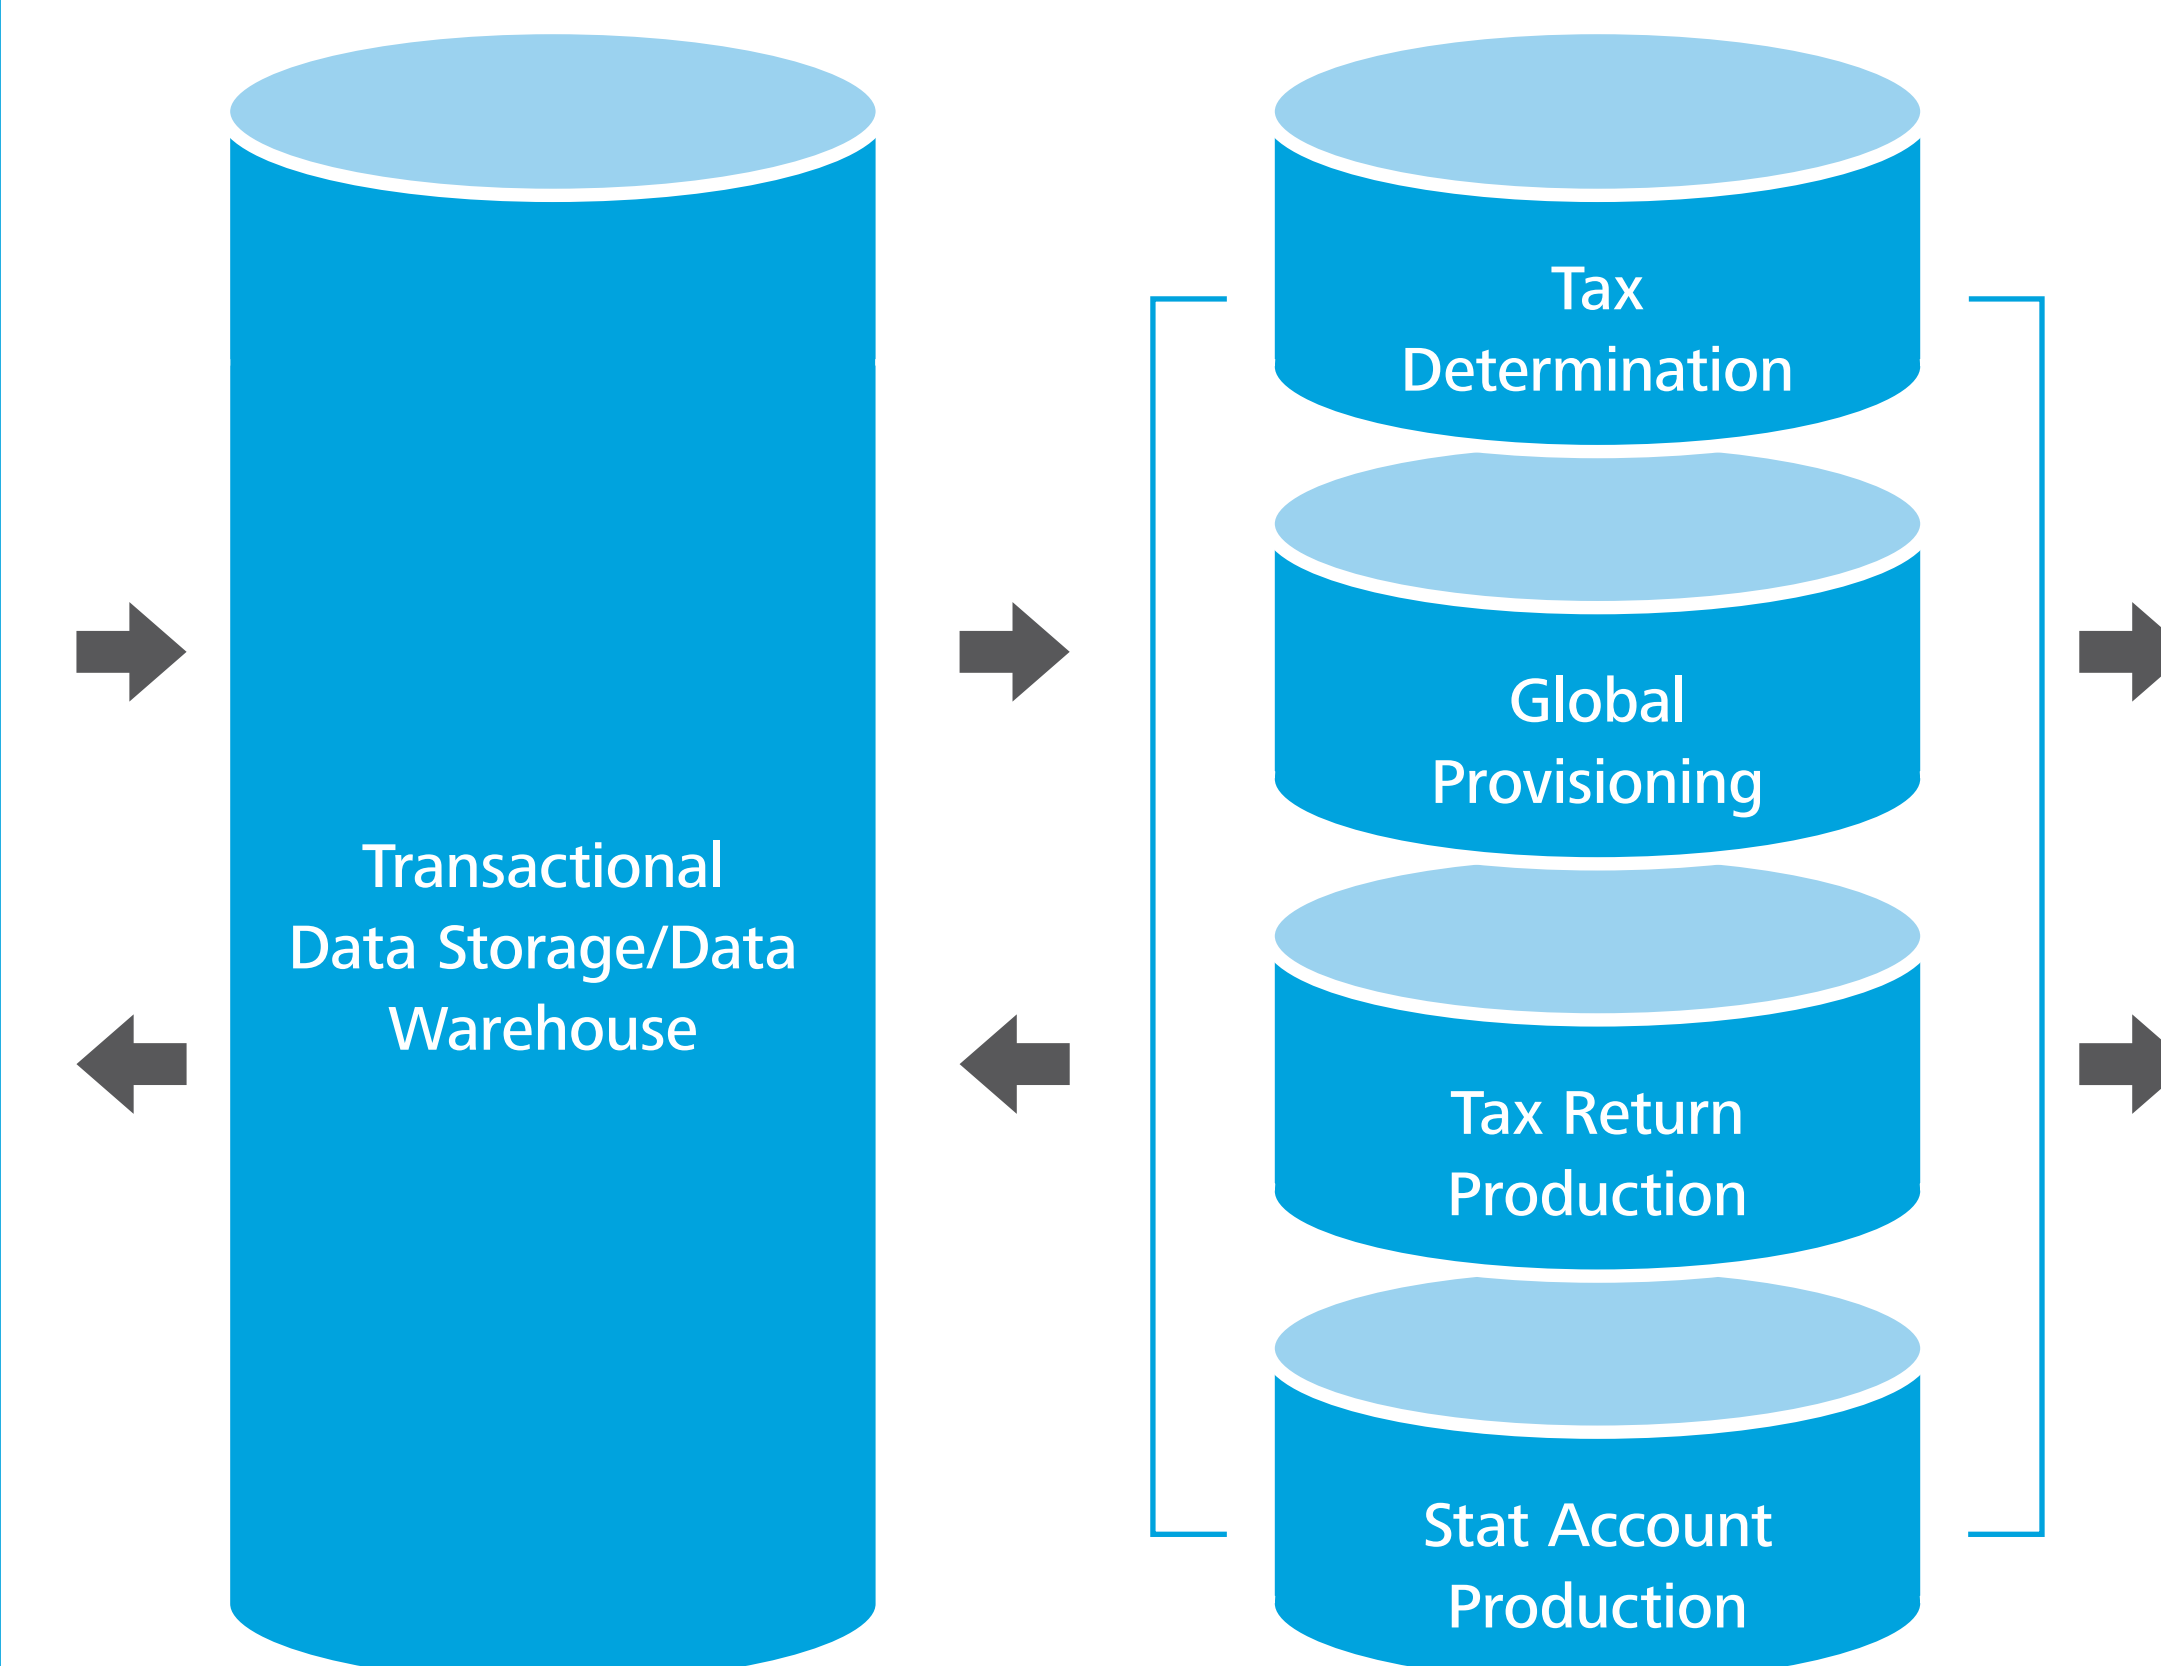 Transactional
Data Storage/Data
Warehouse
Tax
Determination
Global
Provisioning
Tax Return
Production
Stat Account
Production